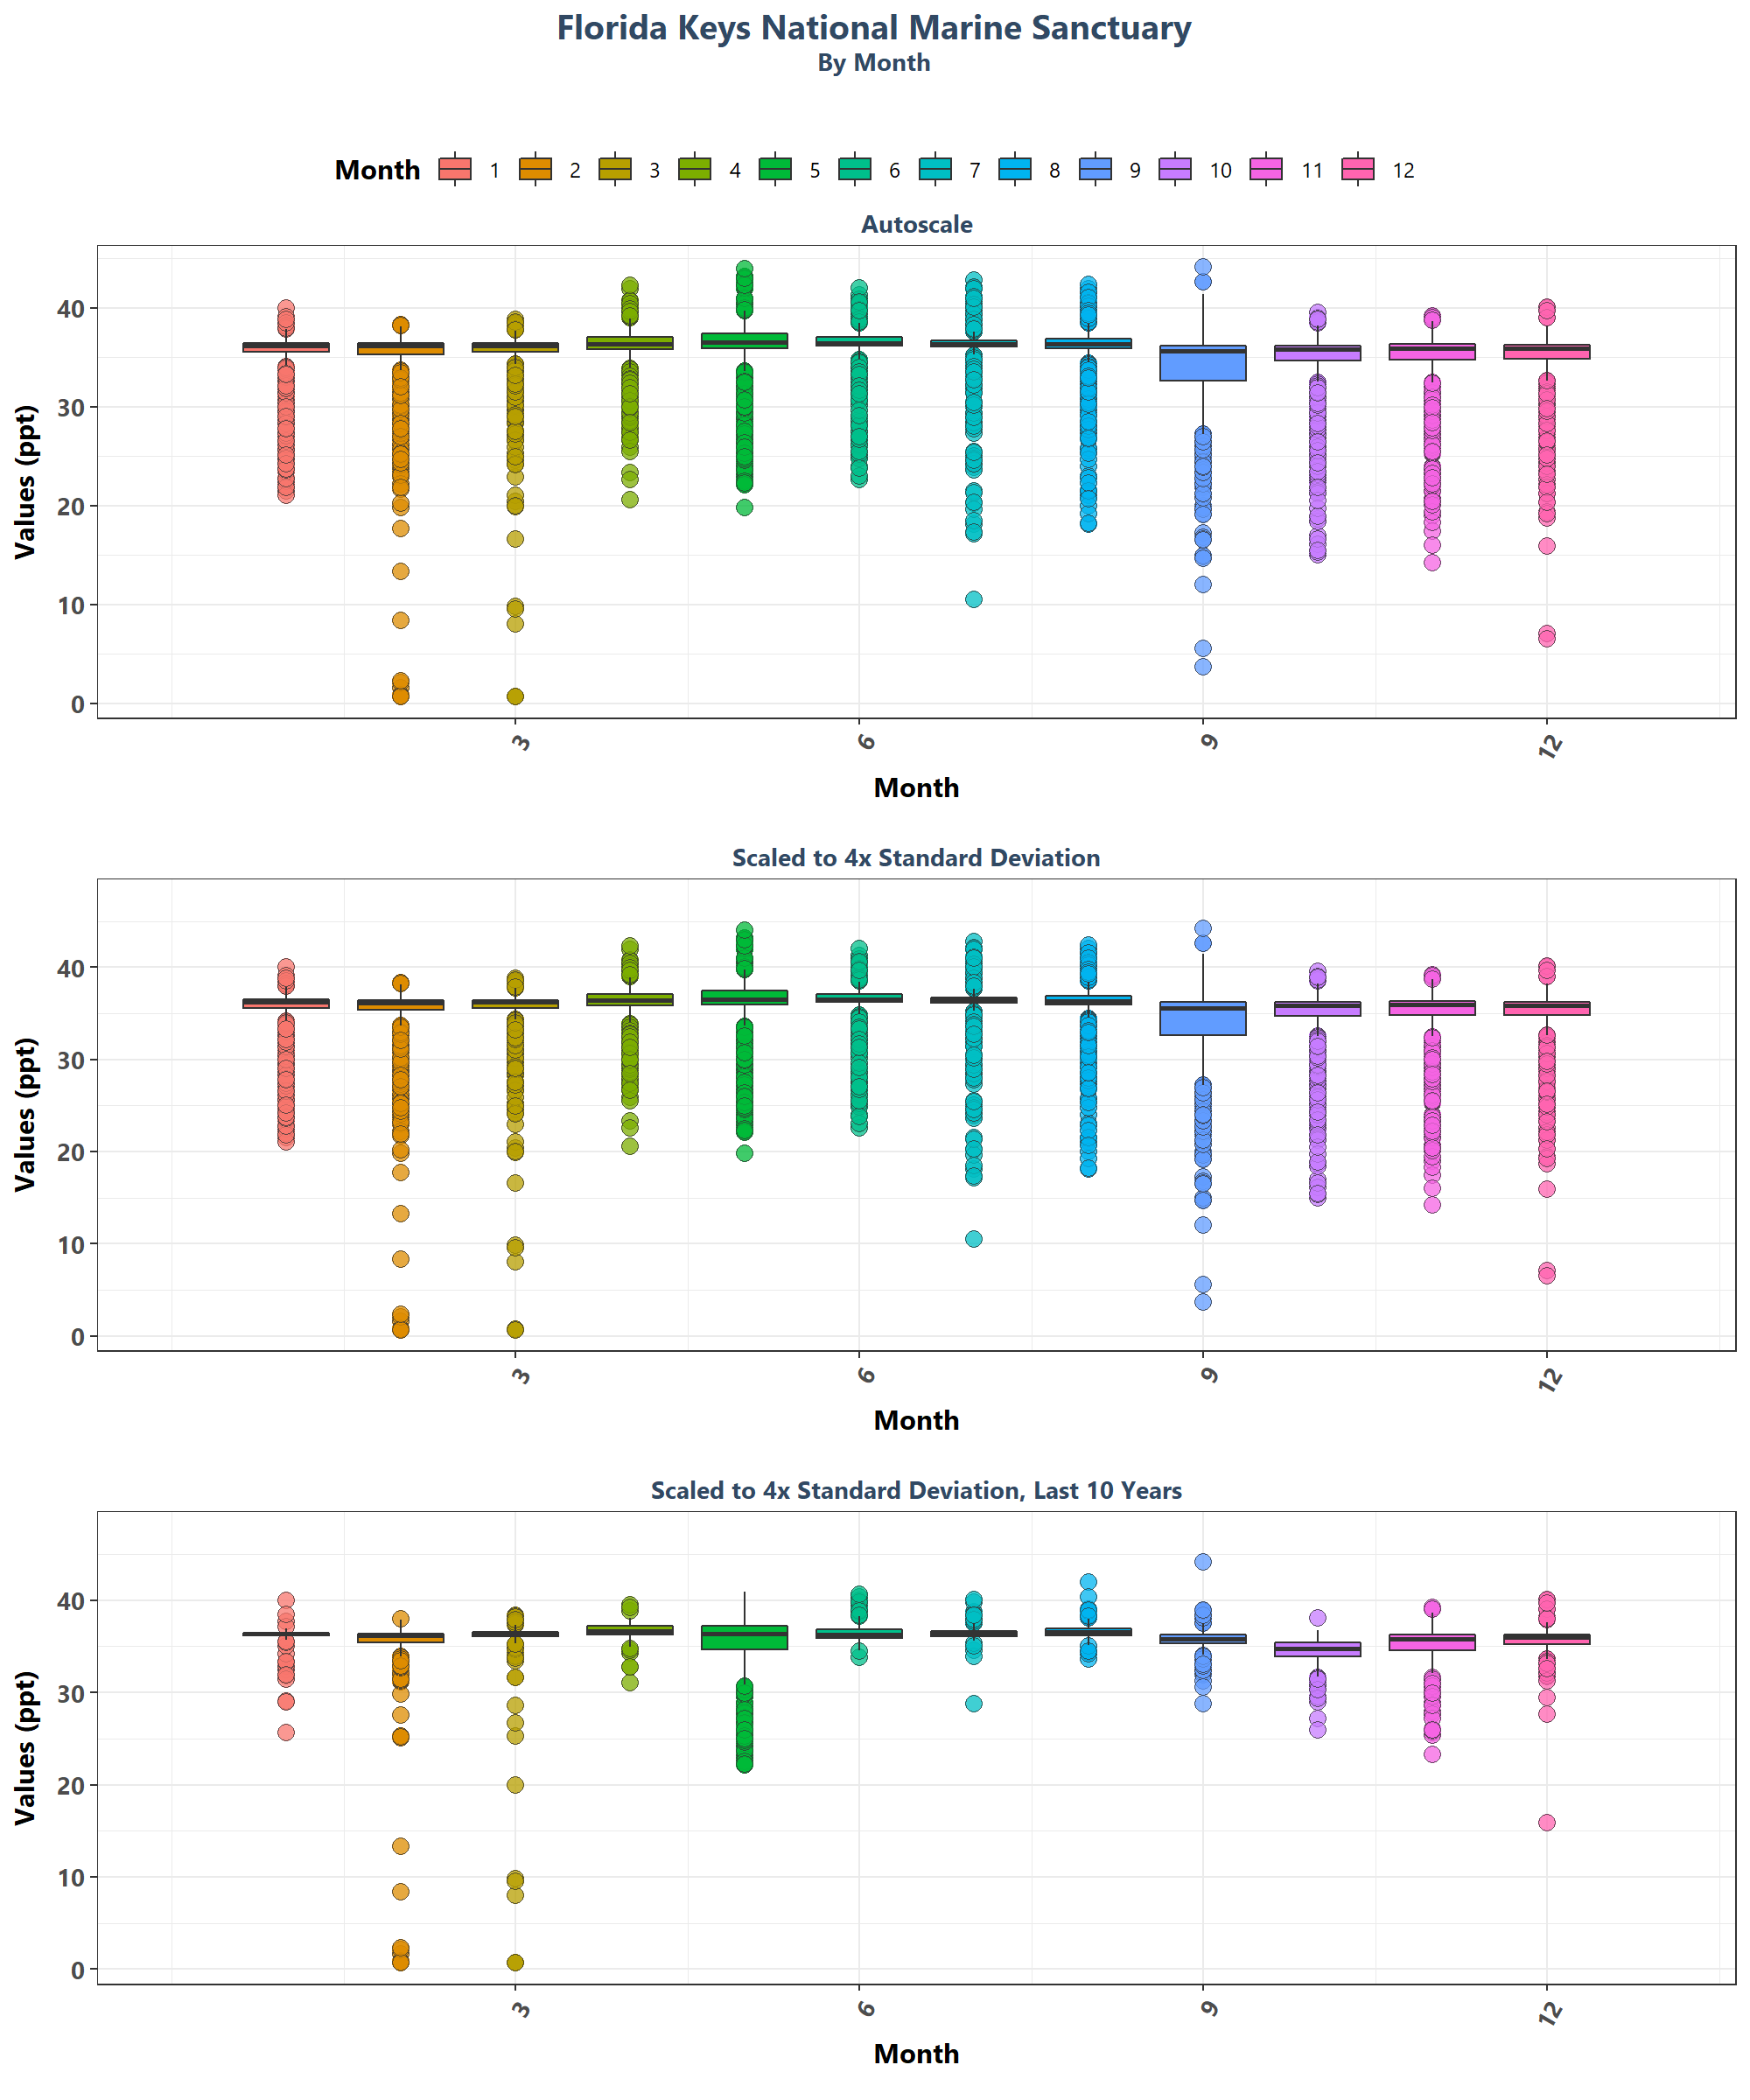 Florida Keys National Marine Sanctuary
By Month
Month 1 2 3 4 5 6 7 8 9 10 11 12
Autoscale
Values (ppt)
40
30
20
10
0
3 6 9 12
Month
Scaled to 4x Standard Deviation
Values (ppt)
40
30
20
10
0
3 6 9 12
Month
Scaled to 4x Standard Deviation, Last 10 Years
Values (ppt)
40
30
20
10
0
3 6 9 12
Month